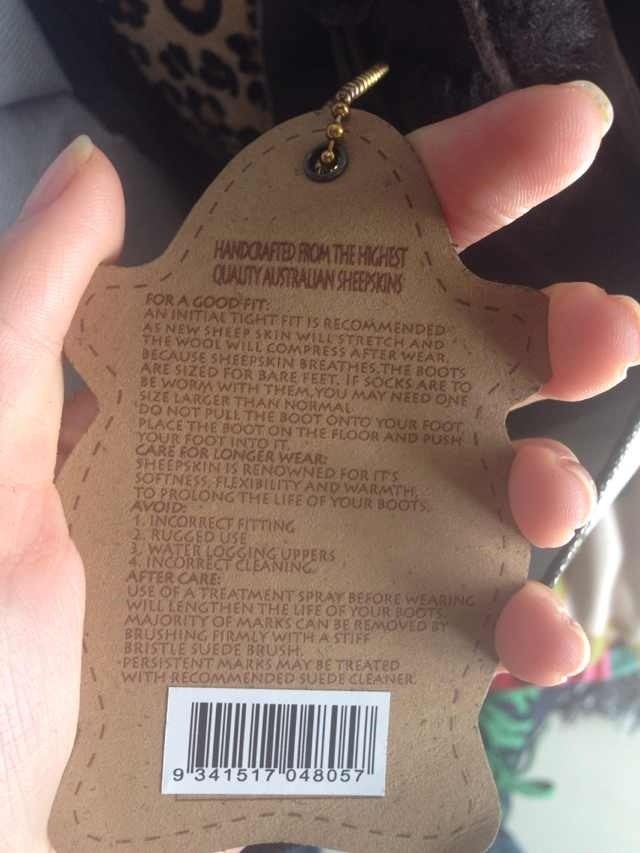 HANDCRAFTED FROM THE HIGHEST
QUALITY AUSTRALIAN SHEEPSKINS
FOR A GOOD FIT:
AN INITIAL TIGHT FIT IS RECOMMENDED
AS NEW SHEEP SKIN WILL STRETCH AND
THE WOOL WILL COMPRESS AFTER WEAR.
BECAUSE SHEEPSKIN BREATHES,THE BOOTS
ARE SIZED FOR BARE FEET. IF SOCKS ARE TO
BE WORM WITH THEM,YOU MAY NEED ONE
SIZE LARGER THAN NORMAL.
DO NOT PULL THE BOOT ONTO YOUR FOOT,
PLACE THE BOOT ON THE FLOOR AND PUSH
YOUR FOOT INTO IT.
CARE FOR LONGER WEAR:
SHEEPSKIN IS RENOWNED FOR IT'S
SOFTNESS, FLEXIBILITY AND WARMTH,
TO PROLONG THE LIFE OF YOUR BOOTS.
AVOID:
1. INCORRECT FITTING
2. RUGGED USE
3. WATER LOGGING UPPERS
4. INCORRECT CLEANING
AFTER CARE:
USE OF A TREATMENT SPRAY BEFORE WEARING
WILL LENGTHEN THE LIFE OF YOUR BOOTS.
MAJORITY OF MARKS CAN BE REMOVED BY
BRUSHING FIRMLY WITH A STIFF
BRISTLE SUEDE BRUSH.
PERSISTENT MARKS MAY BE TREATED
WITH RECOMMENDED SUEDE CLEANER.
9 341517 048057